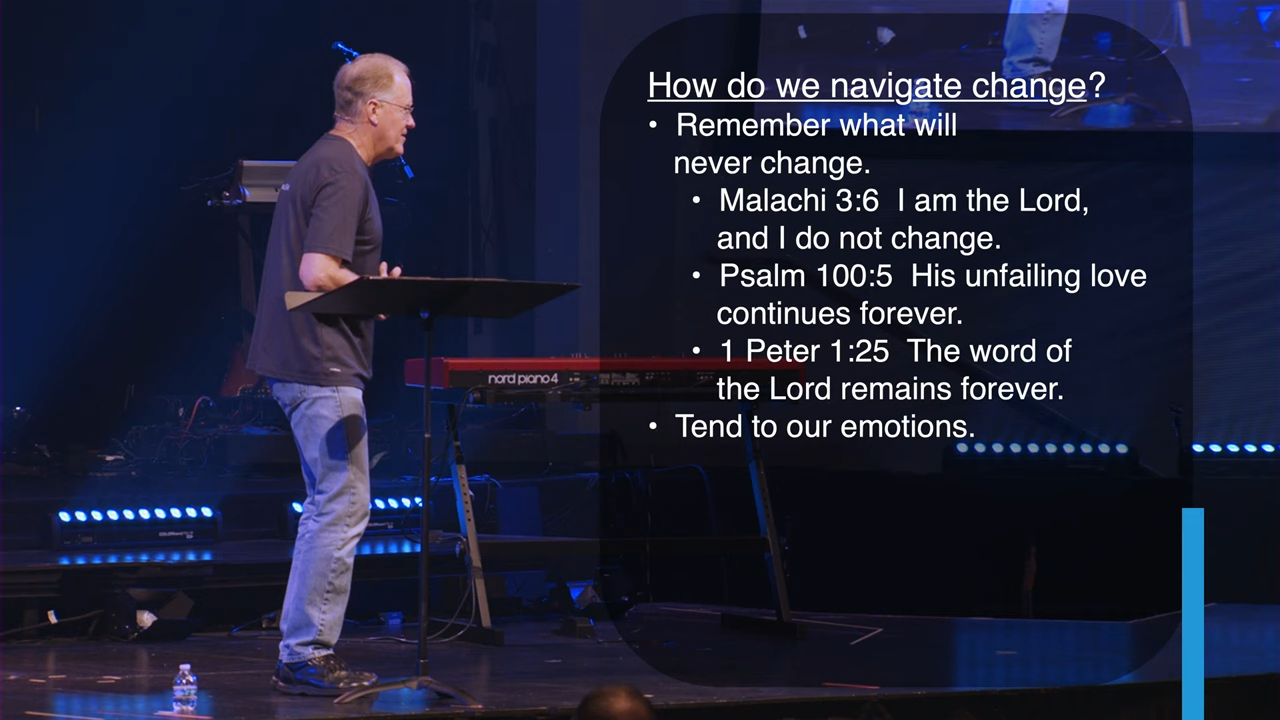 How do we navigate change?
• Remember what will
never change.
• Malachi 3:6  I am the Lord,
and I do not change.
• Psalm 100:5  His unfailing love
continues forever.
• 1 Peter 1:25  The word of
the Lord remains forever.
• Tend to our emotions.
nord piano 4